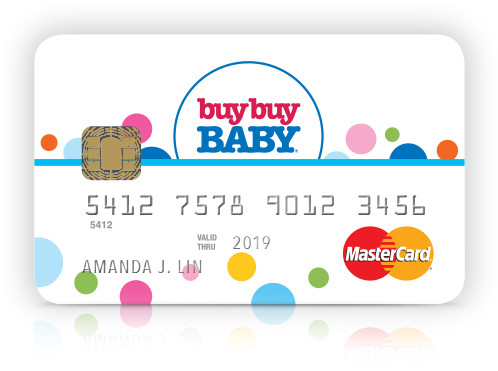 buy buy
BABY
5412 7578 9012 3456
5412
VALID
THRU 2019
AMANDA J. LIN
MasterCard